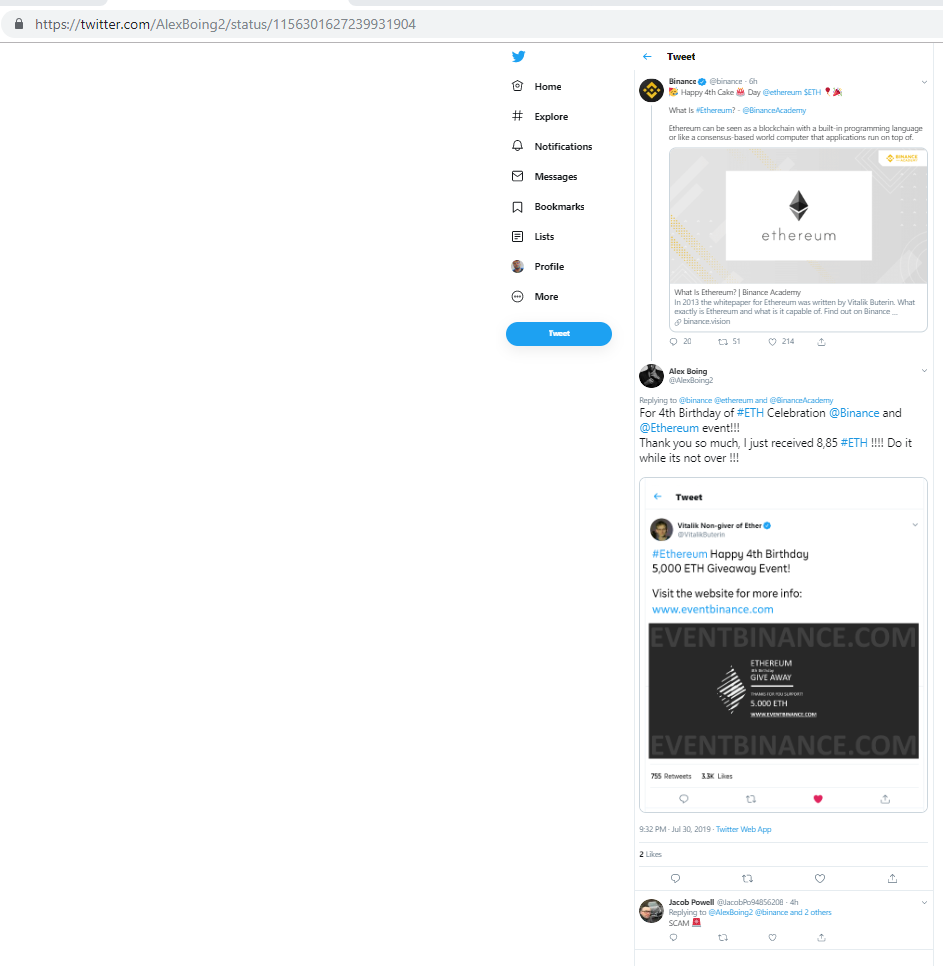 https://twitter.com/AlexBoing2/status/1156301627239931904
Home
Explore
Notifications
Messages
Bookmarks
Lists
Profile
More
Tweet
Tweet
Binance @binance · 6h
🎉 Happy 4th Cake 🎂 Day @ethereum $ETH 🎈🎉
What Is #Ethereum? - @BinanceAcademy
Ethereum can be seen as a blockchain with a built-in programming language
or like a consensus-based world computer that applications run on top of.
BINANCE
ethereum
What Is Ethereum? | Binance Academy
In 2013 the whitepaper for Ethereum was written by Vitalik Buterin. What
exactly is Ethereum and what is it capable of. Find out on Binance ...
binance.vision
20 51 214
Alex Boing
@AlexBoing2
Replying to @binance @ethereum and @BinanceAcademy
For 4th Birthday of #ETH Celebration @Binance and
@Ethereum event!!!
Thank you so much, I just received 8,85 #ETH !!!! Do it
while its not over !!!
Tweet
Vitalik Non-giver of Ether
@VitalikButerin
#Ethereum Happy 4th Birthday
5,000 ETH Giveaway Event!
Visit the website for more info:
www.eventbinance.com
EVENTBINANCE.COM
ETHEREUM
4th Birthday
GIVE AWAY
THANKS FOR YOU SUPPORT!
5.000 ETH
WWW.EVENTBINANCE.COM
EVENTBINANCE.COM
755 Retweets 3.3K Likes
9:32 PM · Jul 30, 2019 · Twitter Web App
2 Likes
Jacob Powell @JacobPo94856208 · 4h
Replying to @AlexBoing2 @binance and 2 others
SCAM 🚨